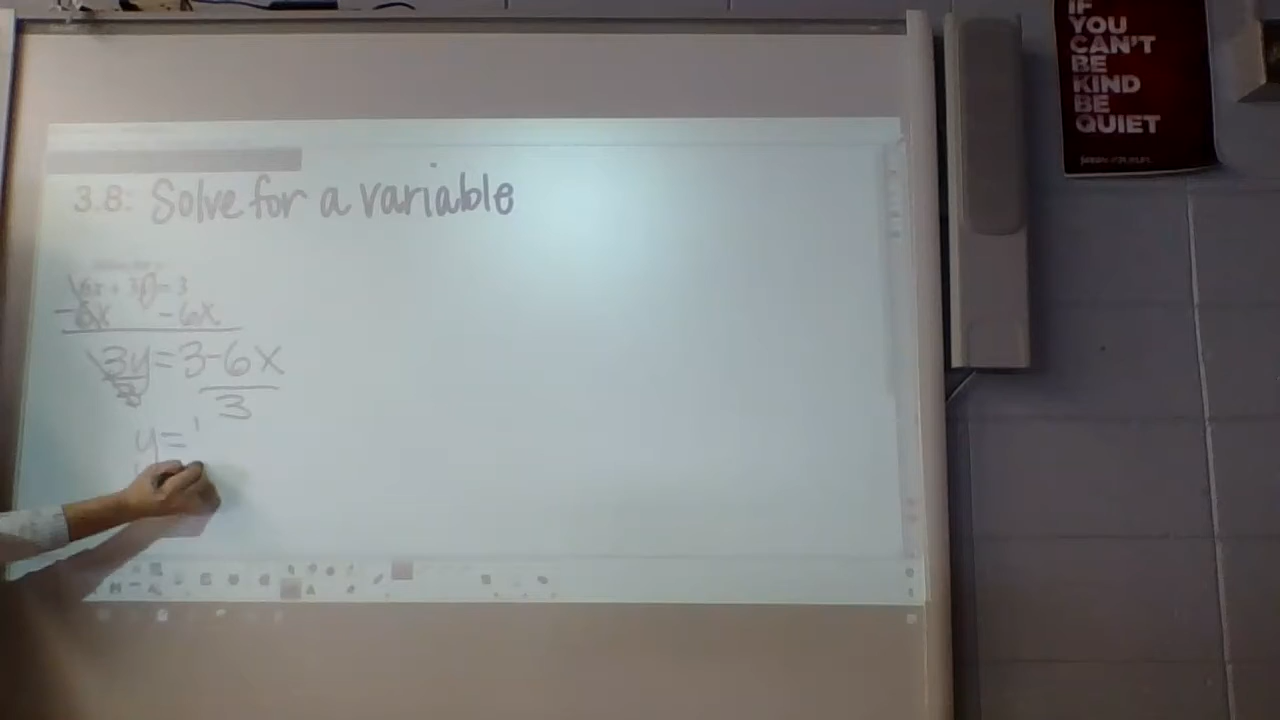 IF
YOU
CAN'T
BE
KIND
BE
QUIET
3.8: Solve for a variable
6x + 3y = 3
-6x -6x
3y = 3-6x
3 3
y =